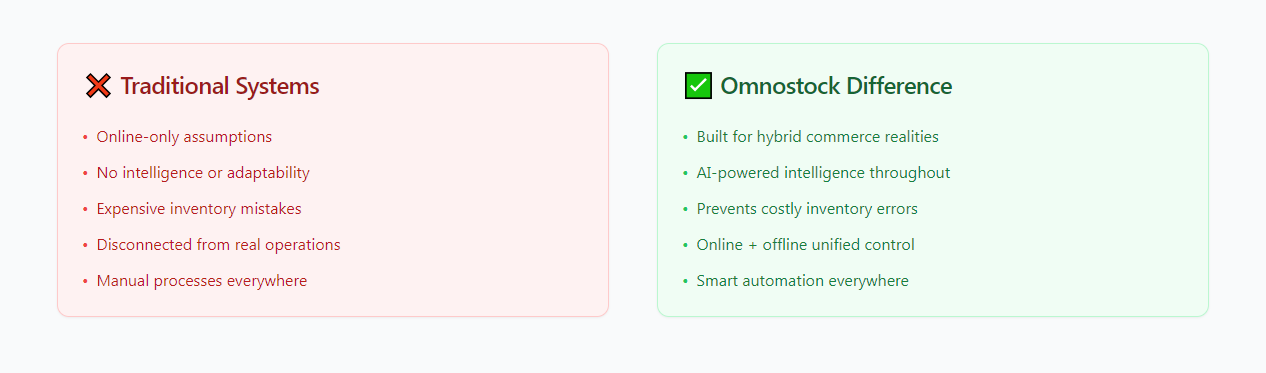 Traditional Systems
• Online-only assumptions
• No intelligence or adaptability
• Expensive inventory mistakes
• Disconnected from real operations
• Manual processes everywhere
Omnostock Difference
• Built for hybrid commerce realities
• AI-powered intelligence throughout
• Prevents costly inventory errors
• Online + offline unified control
• Smart automation everywhere